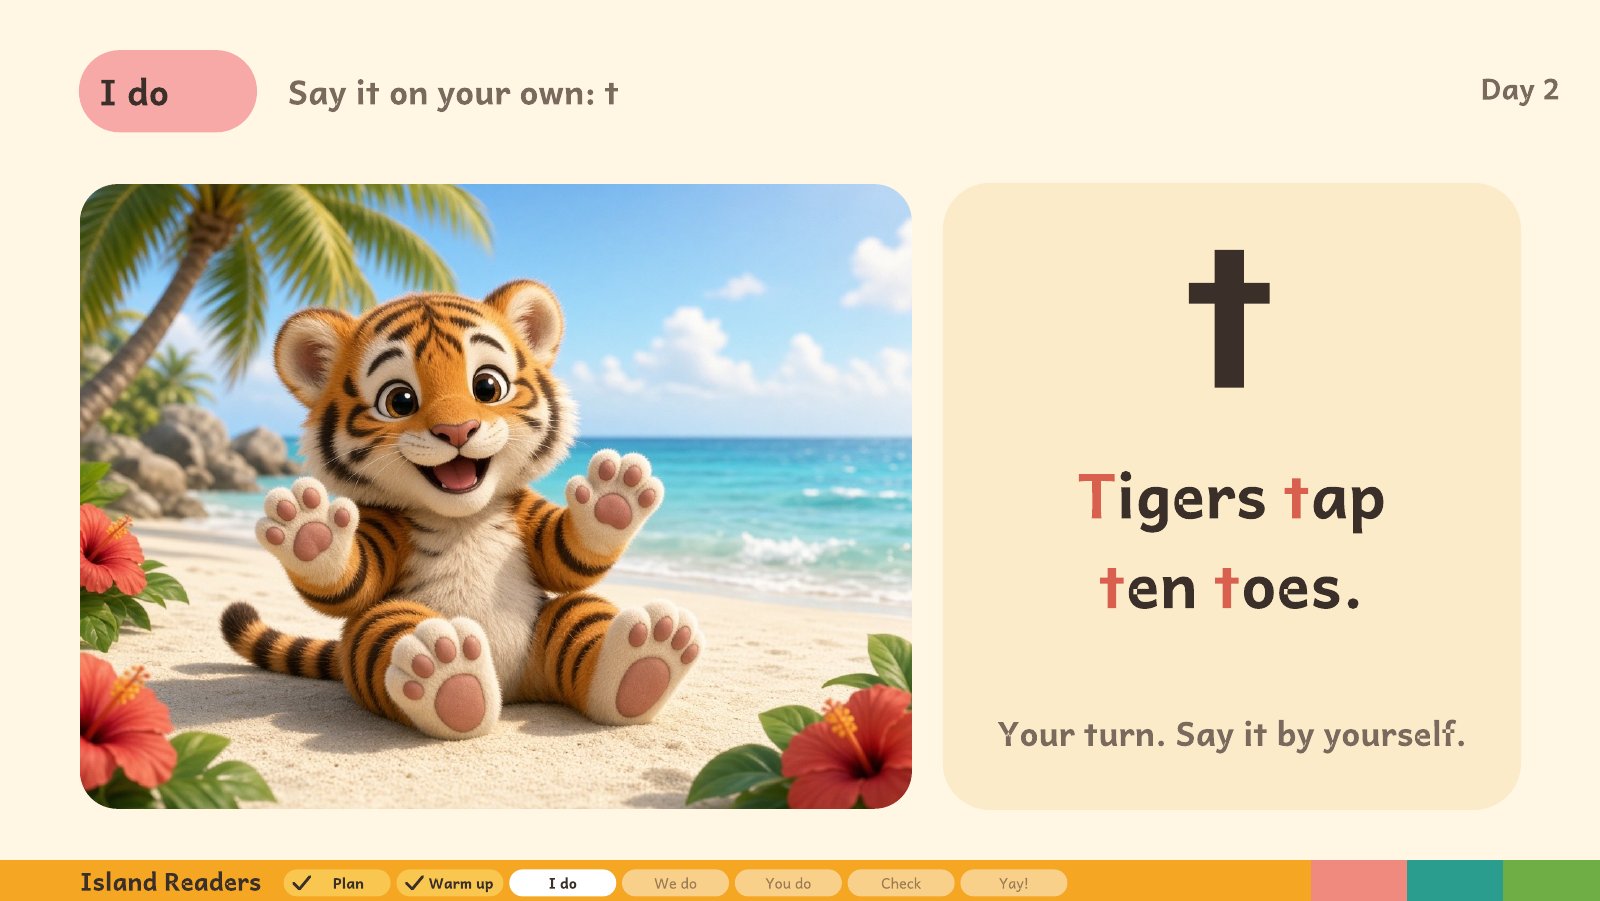 I do
Say it on your own: t
Day 2
t
Tigers tap
ten toes.
Your turn. Say it by yourself.
Island Readers
Plan
Warm up
I do
We do
You do
Check
Yay!